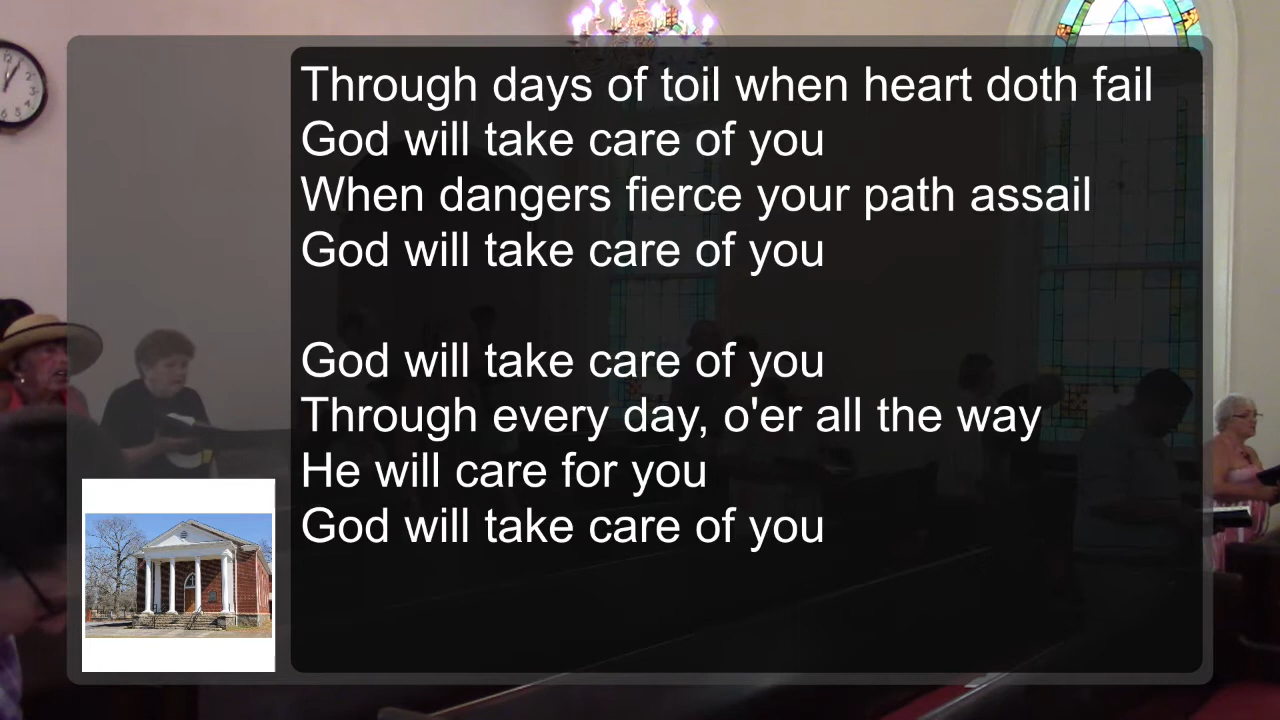 Through days of toil when heart doth fail
God will take care of you
When dangers fierce your path assail
God will take care of you
God will take care of you
Through every day, o'er all the way
He will care for you
God will take care of you